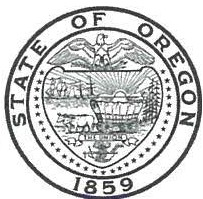 STATE OF OREGON
THE UNION
1859